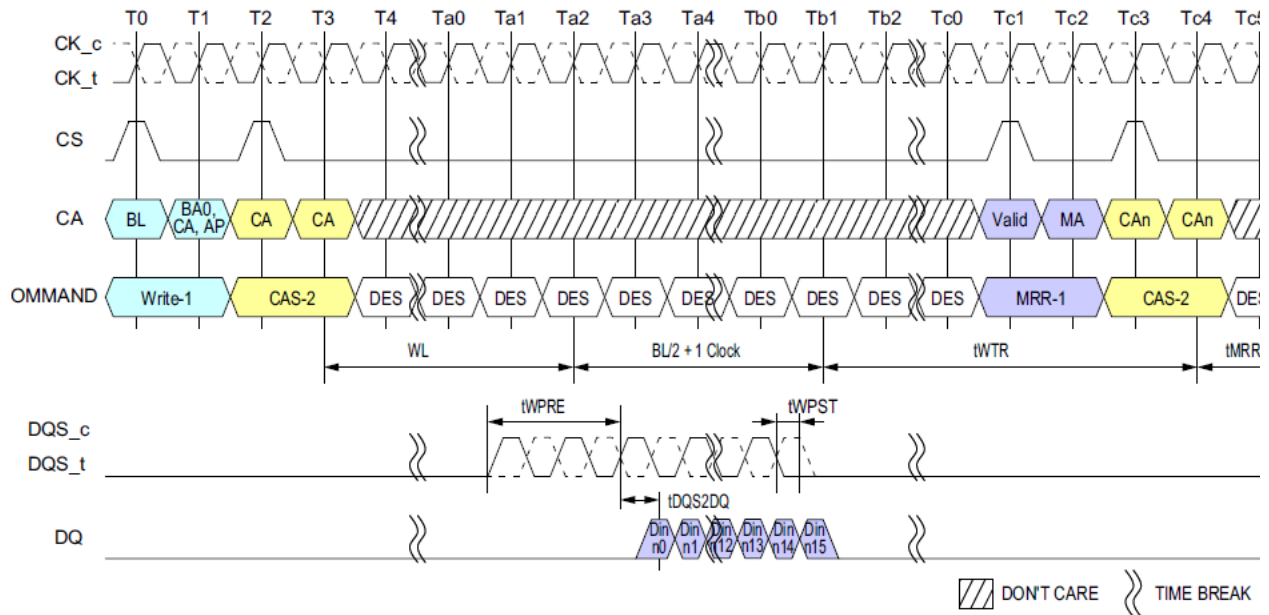 T0 T1 T2 T3 T4 Ta0 Ta1 Ta2 Ta3 Ta4 Tb0 Tb1 Tb2 Tc0 Tc1 Tc2 Tc3 Tc4 Tc5
CK_c
CK_t
CS
CA BL BA0, CA, AP CA CA Valid MA CAn CAn
OMMAND Write-1 CAS-2 DES DES DES DES DES DES DES DES DES DES MRR-1 CAS-2 DES
WL BL/2 + 1 Clock tWTR tMRR
tWPRE tWPST
DQS_c
DQS_t
tDQS2DQ
DQ Din n0 Din n1 Din n12 Din n13 Din n14 Din n15
DON'T CARE TIME BREAK